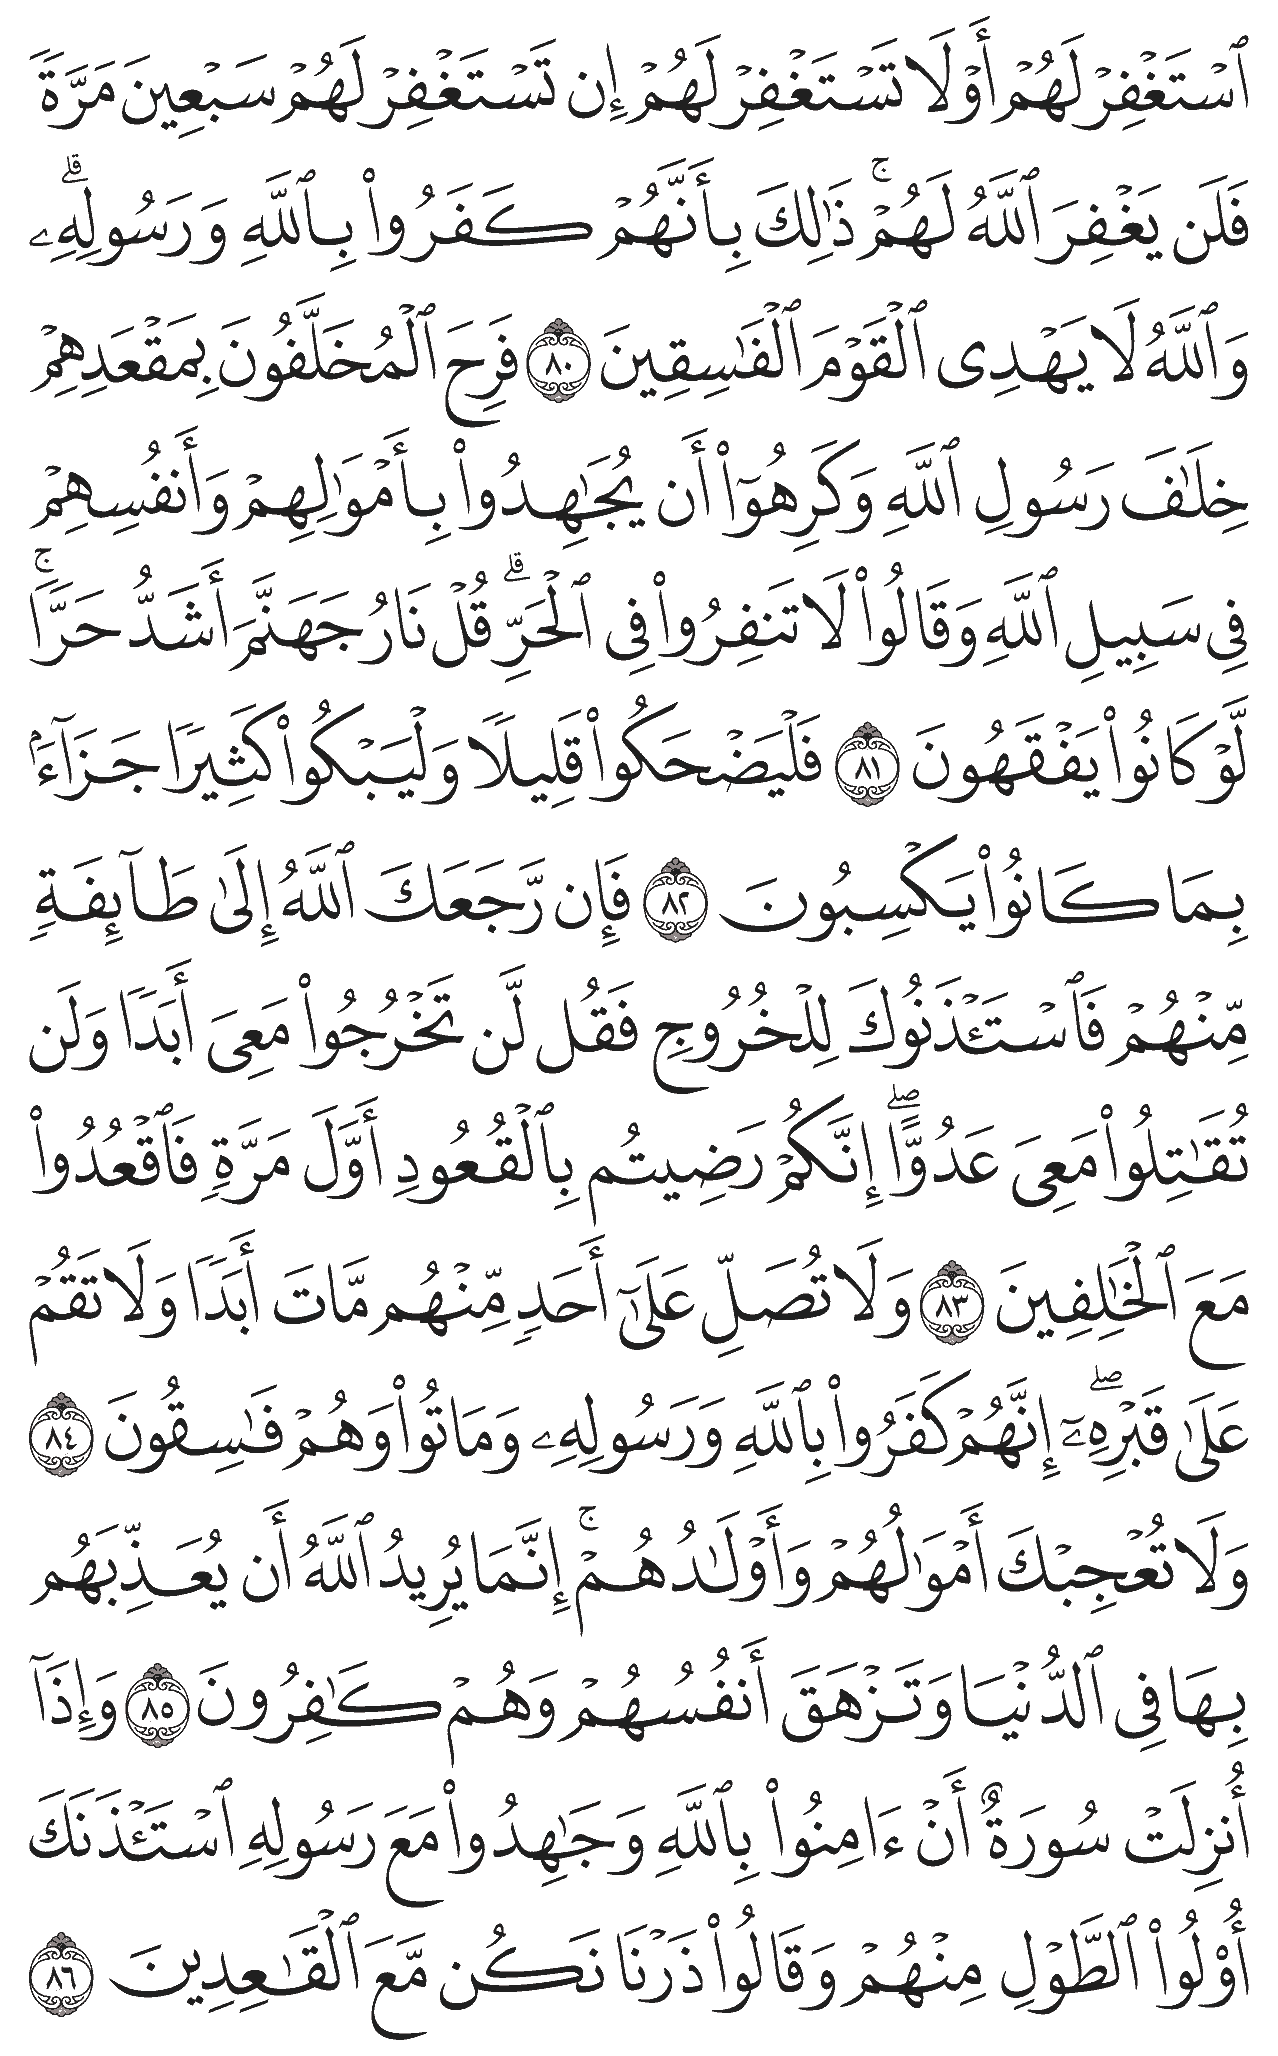 ٱسۡتَغۡفِرۡ لَهُمۡ أَوۡ لَا تَسۡتَغۡفِرۡ لَهُمۡ إِن تَسۡتَغۡفِرۡ لَهُمۡ سَبۡعِينَ مَرَّةٗ
فَلَن يَغۡفِرَ ٱللَّهُ لَهُمۡۚ ذَٰلِكَ بِأَنَّهُمۡ كَفَرُواْ بِٱللَّهِ وَرَسُولِهِۦۗ
وَٱللَّهُ لَا يَهۡدِي ٱلۡقَوۡمَ ٱلۡفَٰسِقِينَ ٨٠ فَرِحَ ٱلۡمُخَلَّفُونَ بِمَقۡعَدِهِمۡ
خِلَٰفَ رَسُولِ ٱللَّهِ وَكَرِهُوٓاْ أَن يُجَٰهِدُواْ بِأَمۡوَٰلِهِمۡ وَأَنفُسِهِمۡ
فِي سَبِيلِ ٱللَّهِ وَقَالُواْ لَا تَنفِرُواْ فِي ٱلۡحَرِّۗ قُلۡ نَارُ جَهَنَّمَ أَشَدُّ حَرّٗاۚ
لَّوۡ كَانُواْ يَفۡقَهُونَ ٨١ فَلۡيَضۡحَكُواْ قَلِيلٗا وَلۡيَبۡكُواْ كَثِيرٗا جَزَآءَۢ
بِمَا كَانُواْ يَكۡسِبُونَ ٨٢ فَإِن رَّجَعَكَ ٱللَّهُ إِلَىٰ طَآئِفَةٖ
مِّنۡهُمۡ فَٱسۡتَـٔۡذَنُوكَ لِلۡخُرُوجِ فَقُل لَّن تَخۡرُجُواْ مَعِيَ أَبَدٗا وَلَن
تُقَٰتِلُواْ مَعِيَ عَدُوًّاۖ إِنَّكُمۡ رَضِيتُم بِٱلۡقُعُودِ أَوَّلَ مَرَّةٖ فَٱقۡعُدُواْ
مَعَ ٱلۡخَٰلِفِينَ ٨٣ وَلَا تُصَلِّ عَلَىٰٓ أَحَدٖ مِّنۡهُم مَّاتَ أَبَدٗا وَلَا تَقُمۡ
عَلَىٰ قَبۡرِهِۦٓۖ إِنَّهُمۡ كَفَرُواْ بِٱللَّهِ وَرَسُولِهِۦ وَمَاتُواْ وَهُمۡ فَٰسِقُونَ ٨٤
وَلَا تُعۡجِبۡكَ أَمۡوَٰلُهُمۡ وَأَوۡلَٰدُهُمۡۚ إِنَّمَا يُرِيدُ ٱللَّهُ أَن يُعَذِّبَهُم
بِهَا فِي ٱلدُّنۡيَا وَتَزۡهَقَ أَنفُسُهُمۡ وَهُمۡ كَٰفِرُونَ ٨٥ وَإِذَآ
أُنزِلَتۡ سُورَةٌ أَنۡ ءَامِنُواْ بِٱللَّهِ وَجَٰهِدُواْ مَعَ رَسُولِهِ ٱسۡتَـٔۡذَنَكَ
أُوْلُواْ ٱلطَّوۡلِ مِنۡهُمۡ وَقَالُواْ ذَرۡنَا نَكُن مَّعَ ٱلۡقَٰعِدِينَ ٨٦